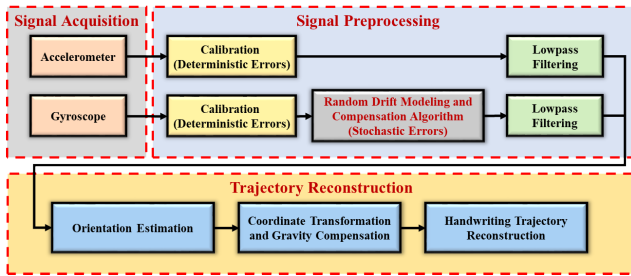 Signal Acquisition
Signal Preprocessing
Accelerometer
Calibration
(Deterministic Errors)
Lowpass
Filtering
Gyroscope
Calibration
(Deterministic Errors)
Random Drift Modeling and
Compensation Algorithm
(Stochastic Errors)
Lowpass
Filtering
Trajectory Reconstruction
Orientation Estimation
Coordinate Transformation
and Gravity Compensation
Handwriting Trajectory
Reconstruction